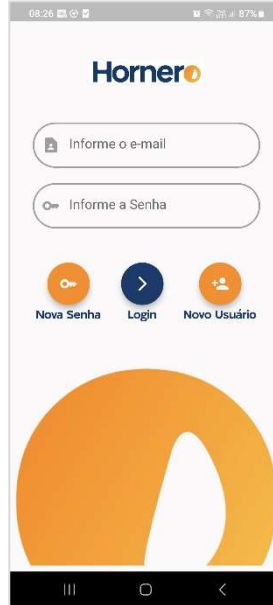 08:26
87%
Hornero
Informe o e-mail
Informe a Senha
Nova Senha
Login
Novo Usuário